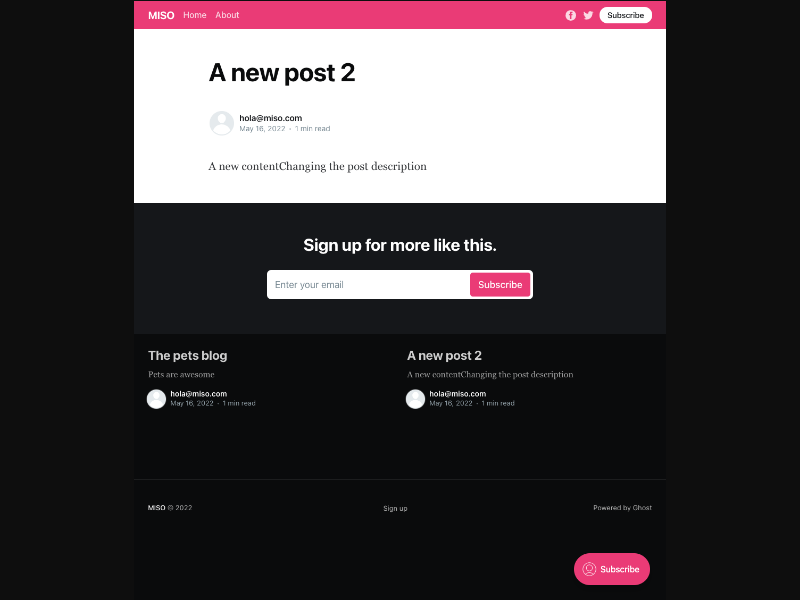 MISO Home About Subscribe
A new post 2
hola@miso.com
May 16, 2022 • 1 min read
A new contentChanging the post description
Sign up for more like this.
Enter your email Subscribe
The pets blog
Pets are awesome
hola@miso.com
May 16, 2022 • 1 min read
A new post 2
A new contentChanging the post description
hola@miso.com
May 16, 2022 • 1 min read
MISO © 2022 Sign up Powered by Ghost
Subscribe